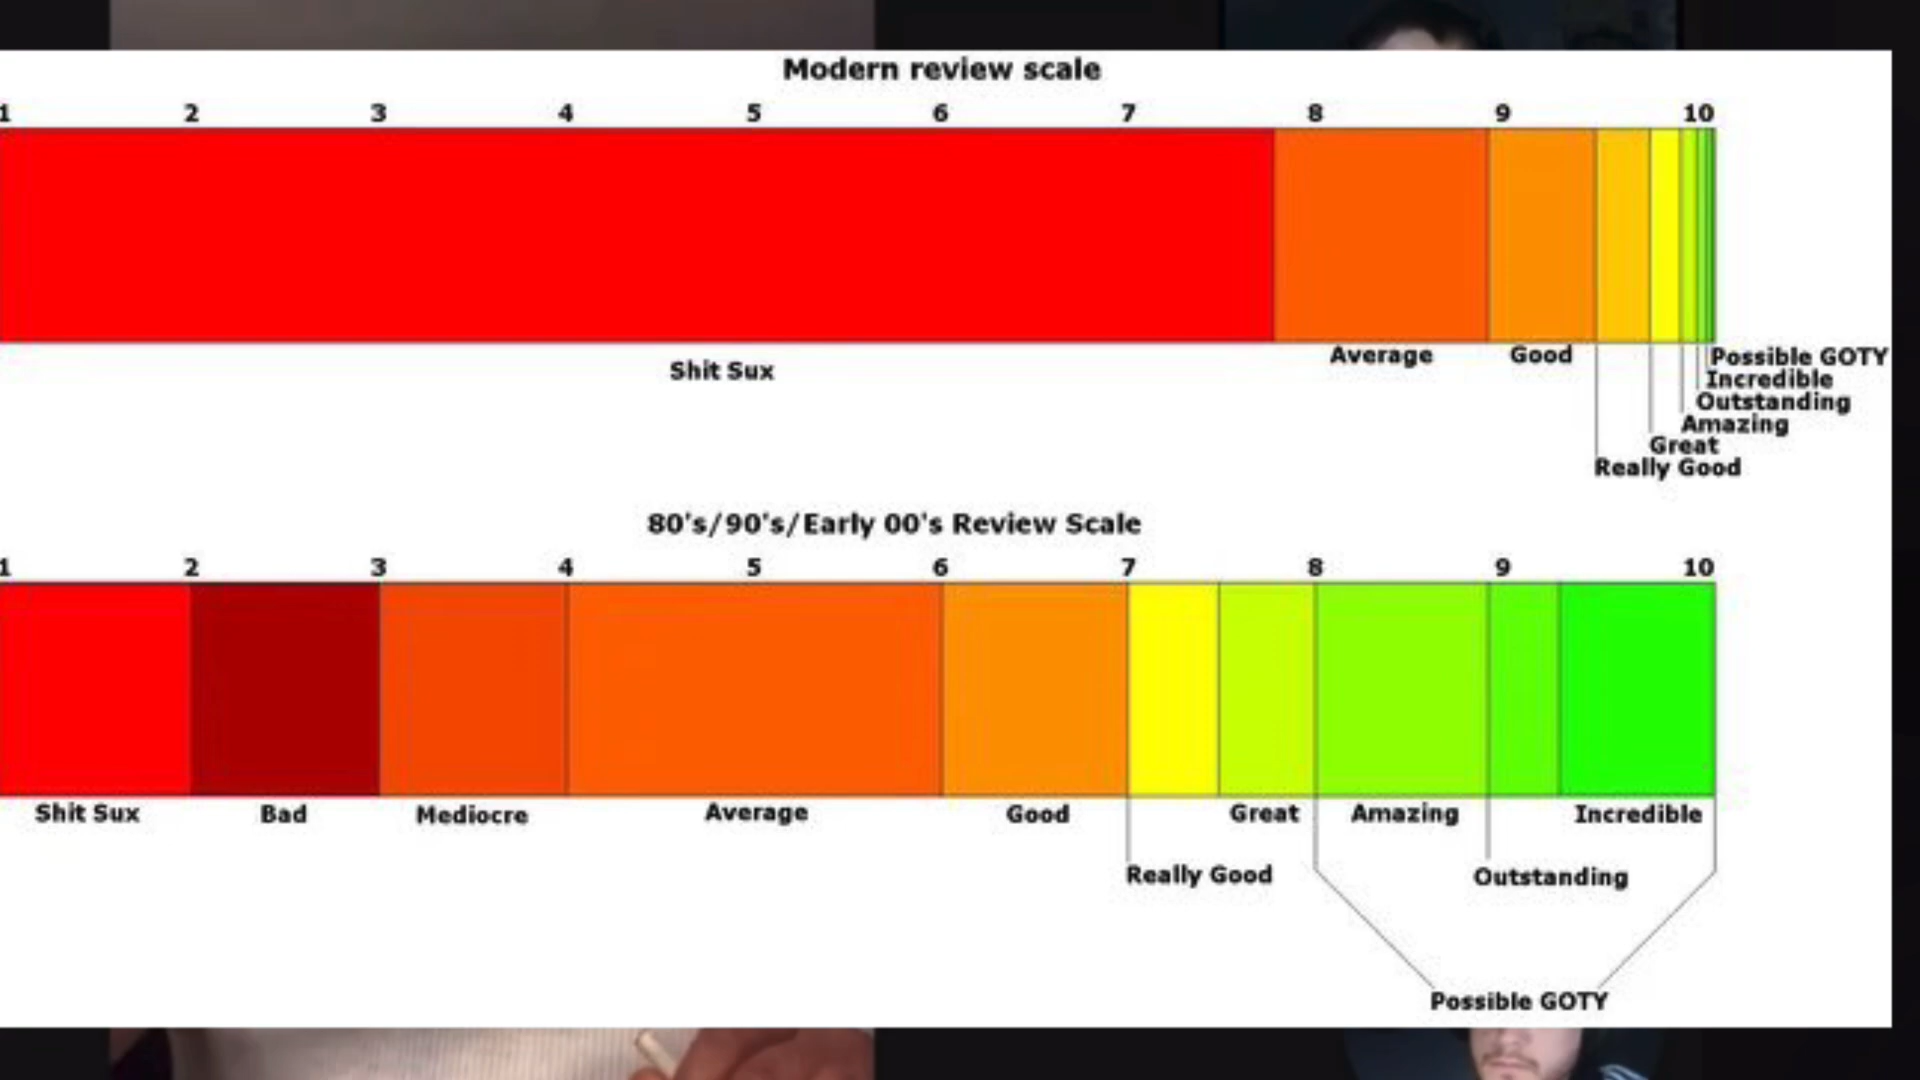 Modern review scale
1 2 3 4 5 6 7 8 9 10
Shit Sux
Average
Good
Possible GOTY
Incredible
Outstanding
Amazing
Great
Really Good
80's/90's/Early 00's Review Scale
1 2 3 4 5 6 7 8 9 10
Shit Sux
Bad
Mediocre
Average
Good
Great
Amazing
Incredible
Really Good
Outstanding
Possible GOTY